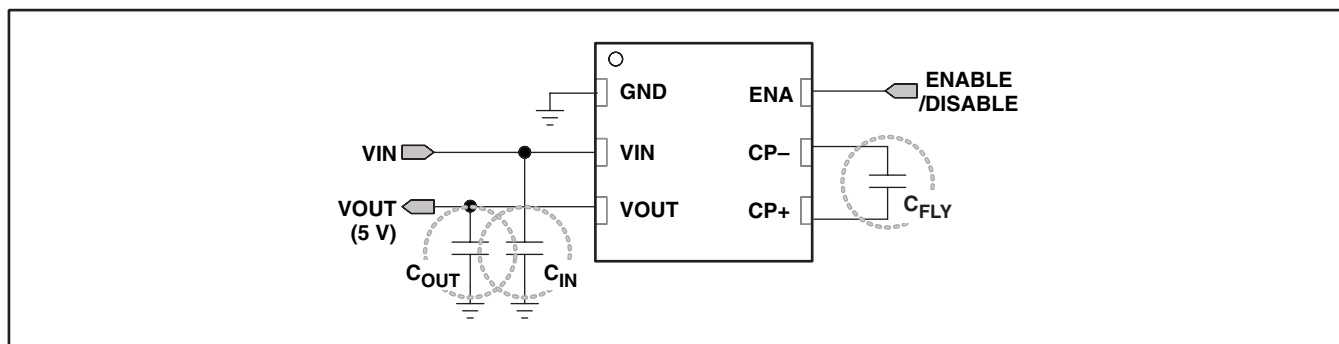 GND
ENA
ENABLE
/DISABLE
VIN
VIN
CP–
VOUT
(5 V)
VOUT
CP+
CFLY
COUT
CIN